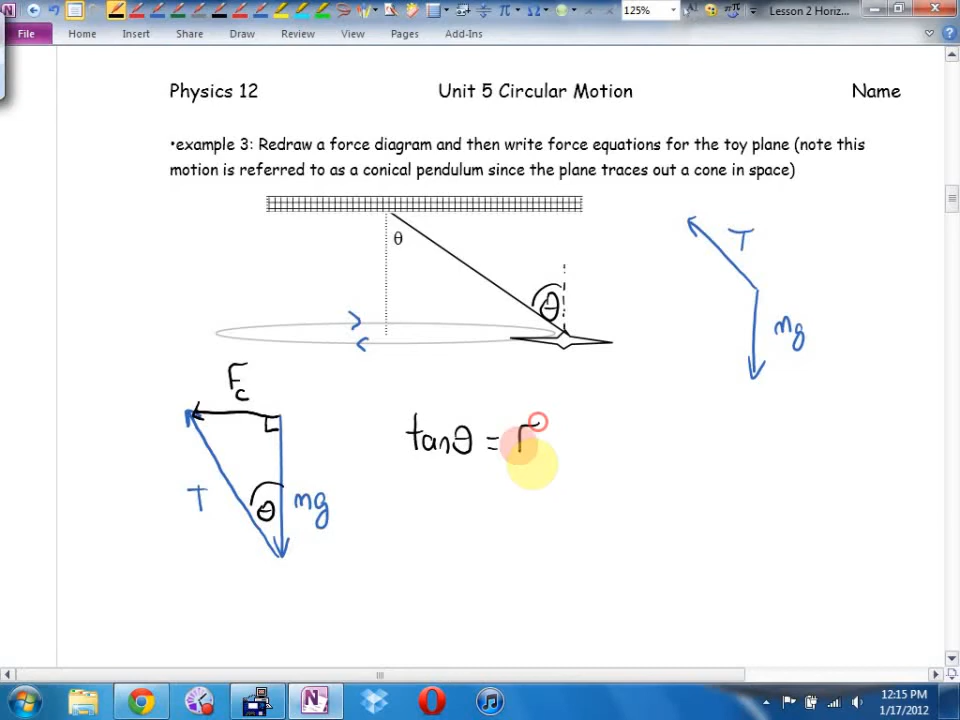 125%
Lesson 2 Horiz...
File Home Insert Share Draw Review View Pages Add-Ins
Physics 12 Unit 5 Circular Motion Name
•example 3: Redraw a force diagram and then write force equations for the toy plane (note this
motion is referred to as a conical pendulum since the plane traces out a cone in space)
θ
θ
T
mg
Fc
tanθ =
T
θ
mg
12:15 PM
1/17/2012